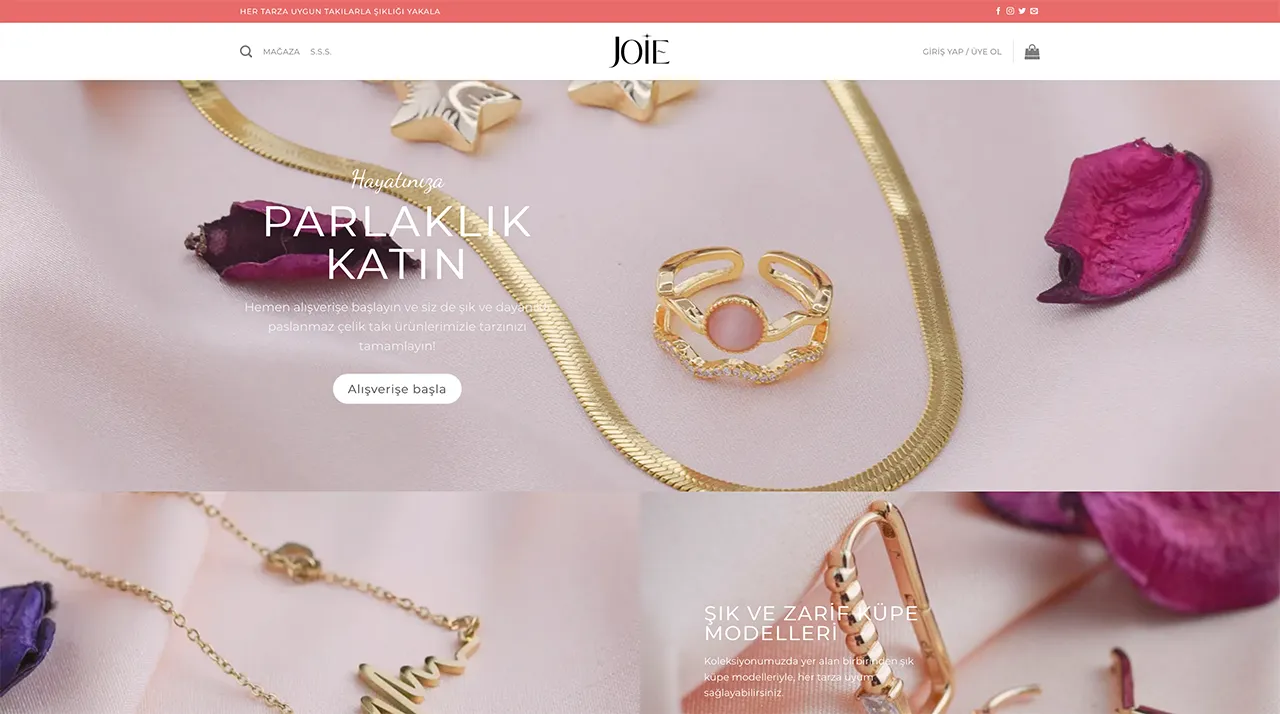 HER TARZA UYGUN TAKILARLA ŞIKLIĞI YAKALA
MAĞAZA
S.S.S.
JOIE
GİRİŞ YAP / ÜYE OL
Hayatınıza
PARLAKLIK
KATIN
Hemen alışverişe başlayın ve siz de şık ve dayanıklı
paslanmaz çelik takı ürünlerimizle tarzınızı
tamamlayın!
Alışverişe başla
ŞIK VE ZARİF KÜPE
MODELLERİ
Koleksiyonumuzda yer alan birbirinden şık
küpe modelleriyle, her tarza uyum
sağlayabilirsiniz.